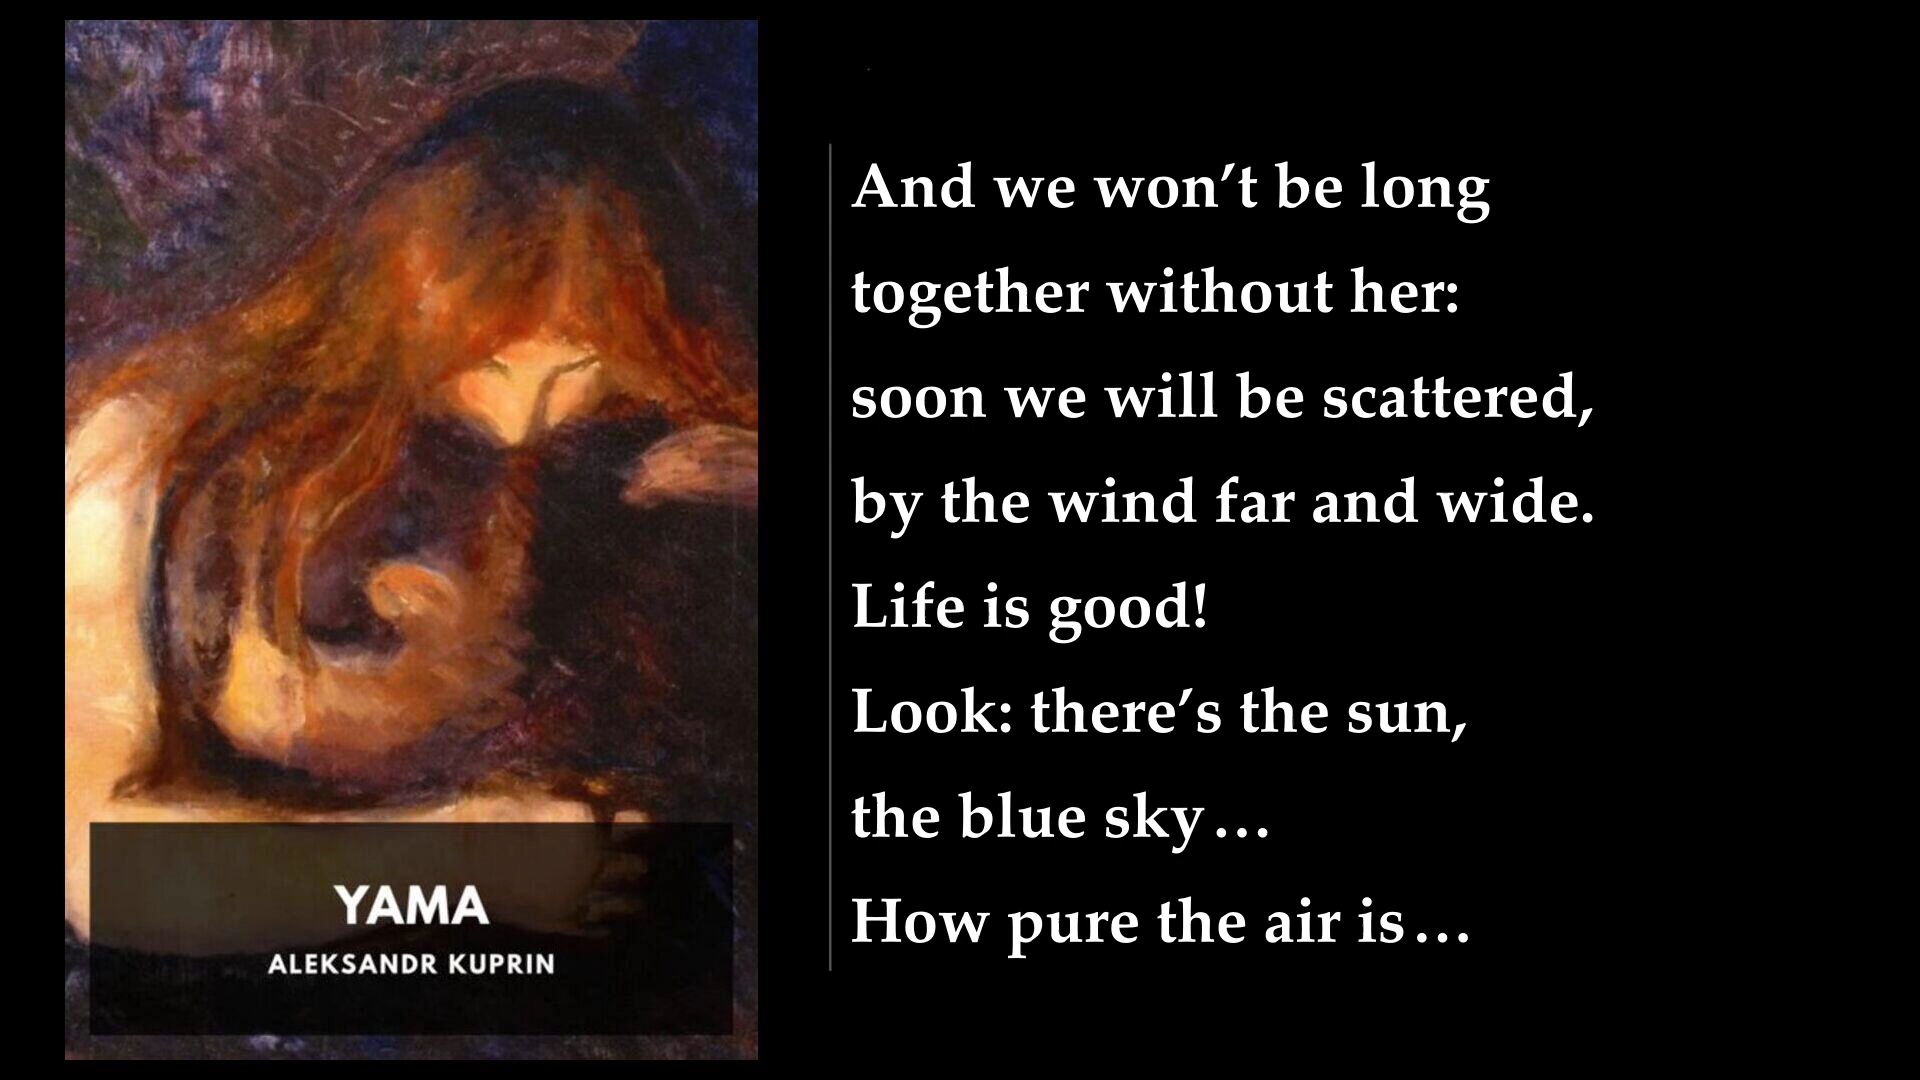 YAMA
ALEKSANDR KUPRIN
And we won’t be long
together without her:
soon we will be scattered,
by the wind far and wide.
Life is good!
Look: there’s the sun,
the blue sky…
How pure the air is…